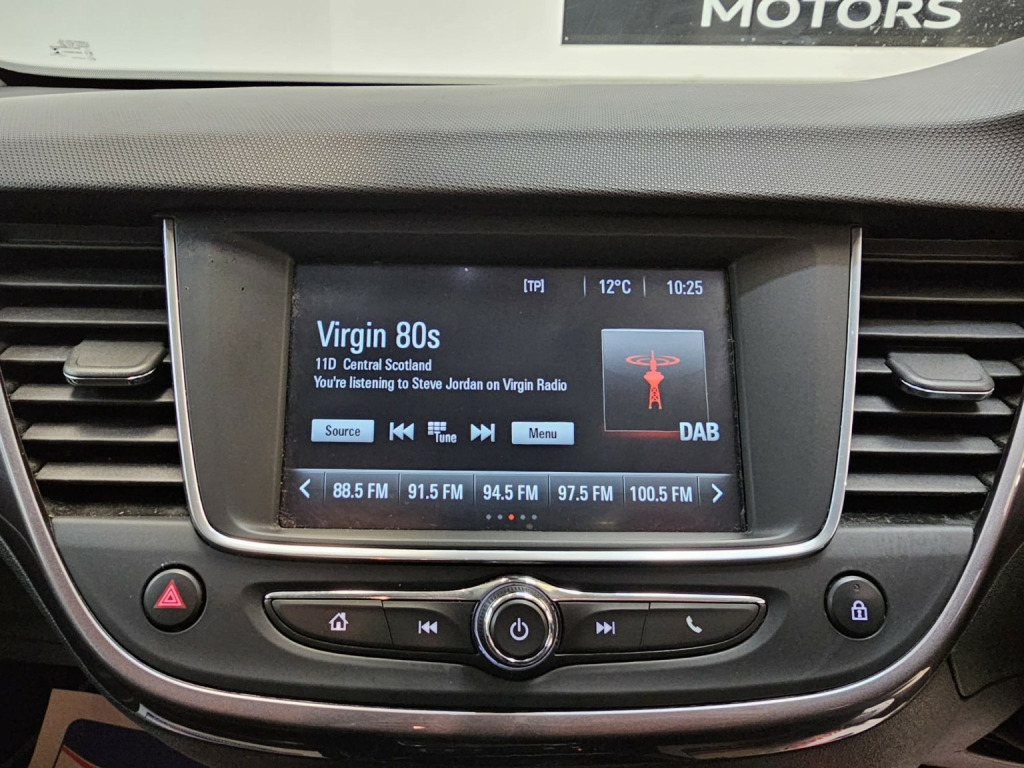 MOTORS
[TP] 12°C 10:25
Virgin 80s
11D Central Scotland
You're listening to Steve Jordan on Virgin Radio
Source Tune Menu
DAB
88.5 FM 91.5 FM 94.5 FM 97.5 FM 100.5 FM